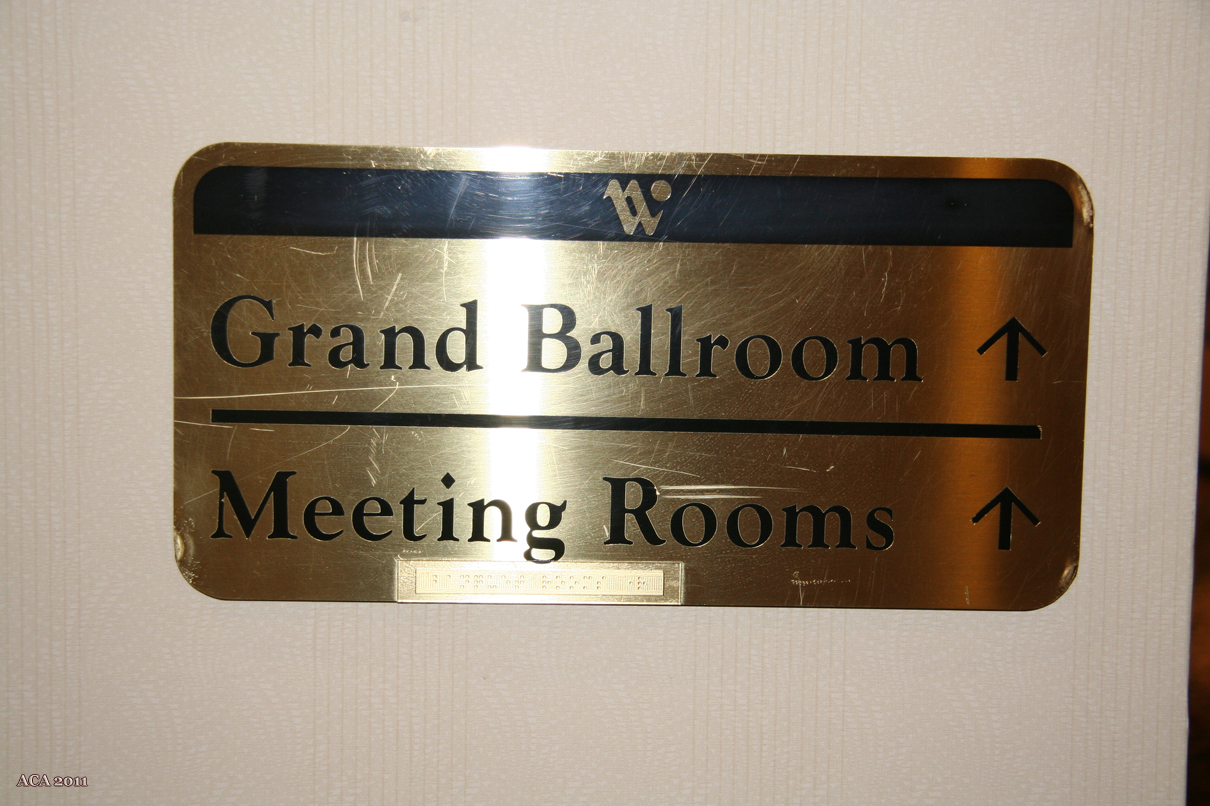 W
Grand Ballroom ↑
Meeting Rooms ↑
ACA 2011